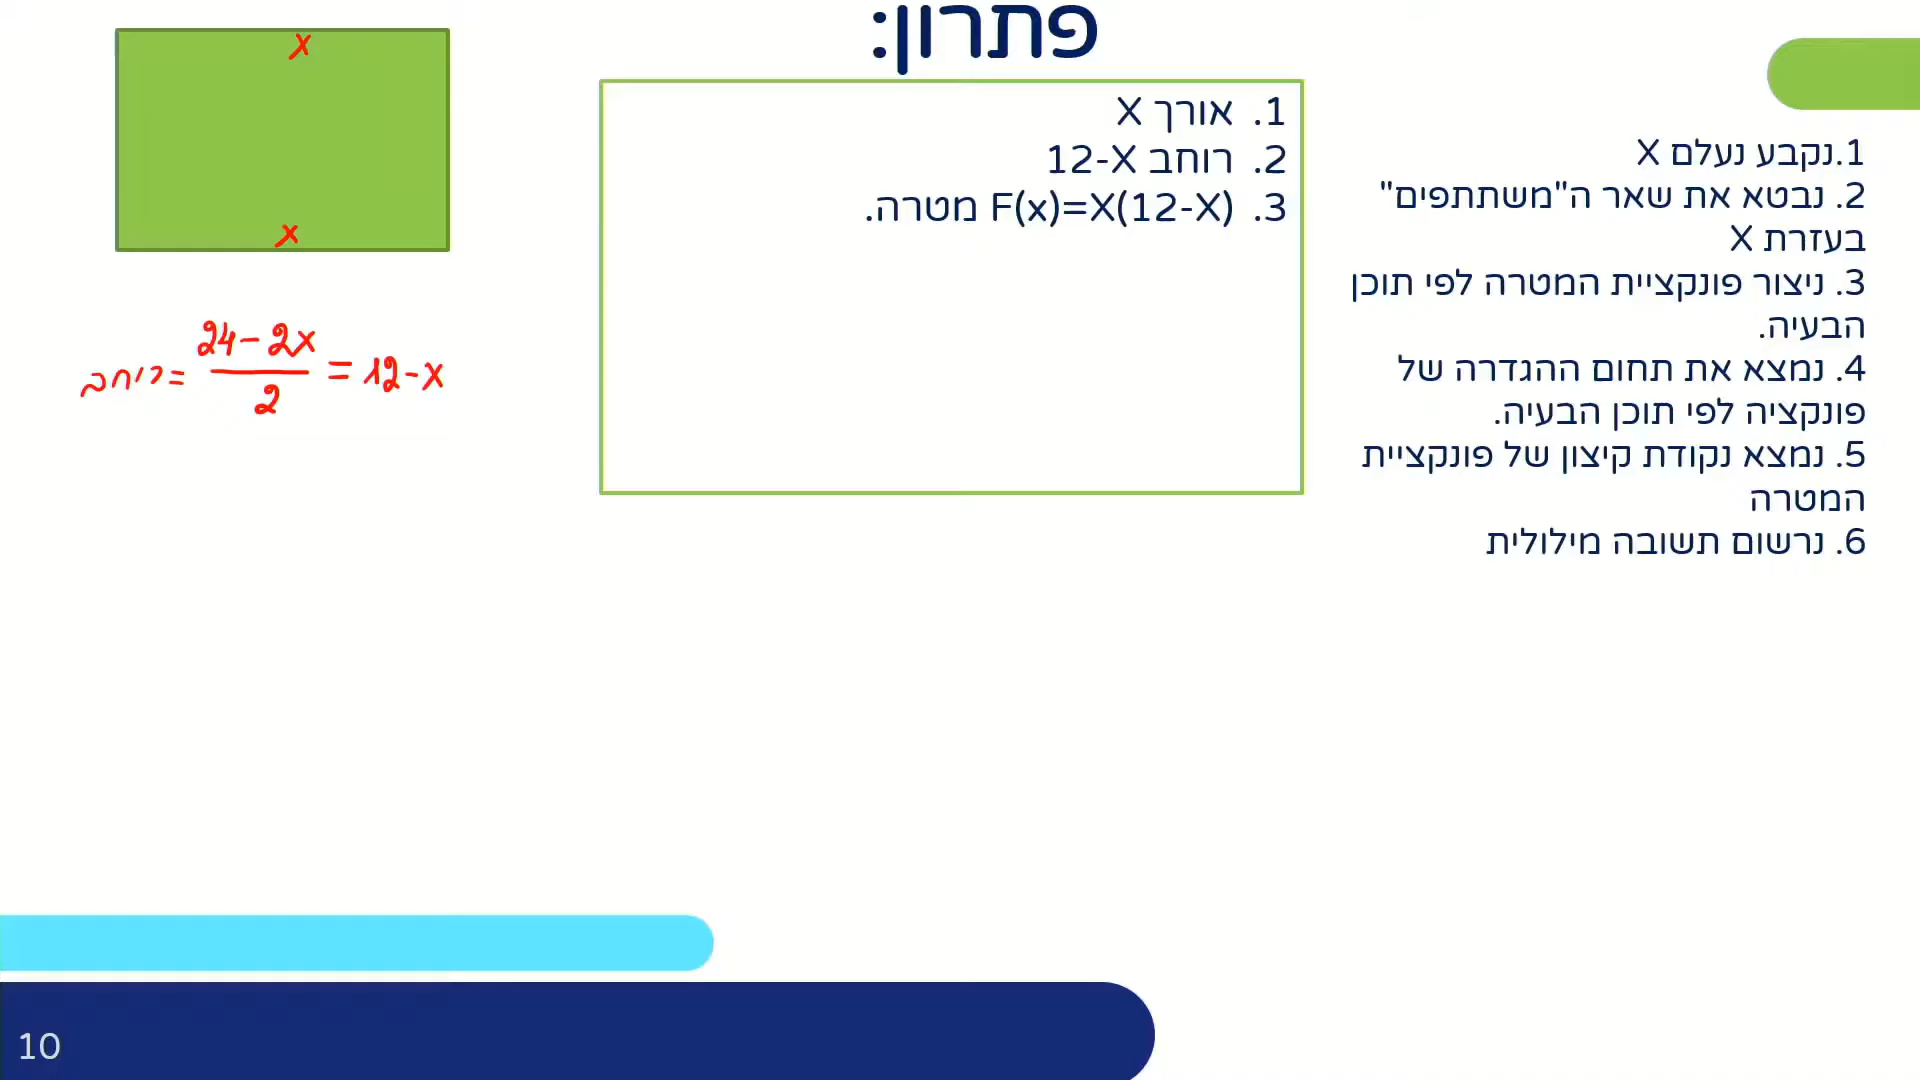 פתרון:
1. אורך X
2. רוחב 12-X
3. F(x)=X(12-X) מטרה.
1.נקבע נעלם X
2. נבטא את שאר ה"משתתפים"
בעזרת X
3. ניצור פונקציית המטרה לפי תוכן
הבעיה.
4. נמצא את תחום ההגדרה של
פונקציה לפי תוכן הבעיה.
5. נמצא נקודת קיצון של פונקציית
המטרה
6. נרשום תשובה מילולית
x
x
רוחב = (24-2x)/2 = 12-x
10